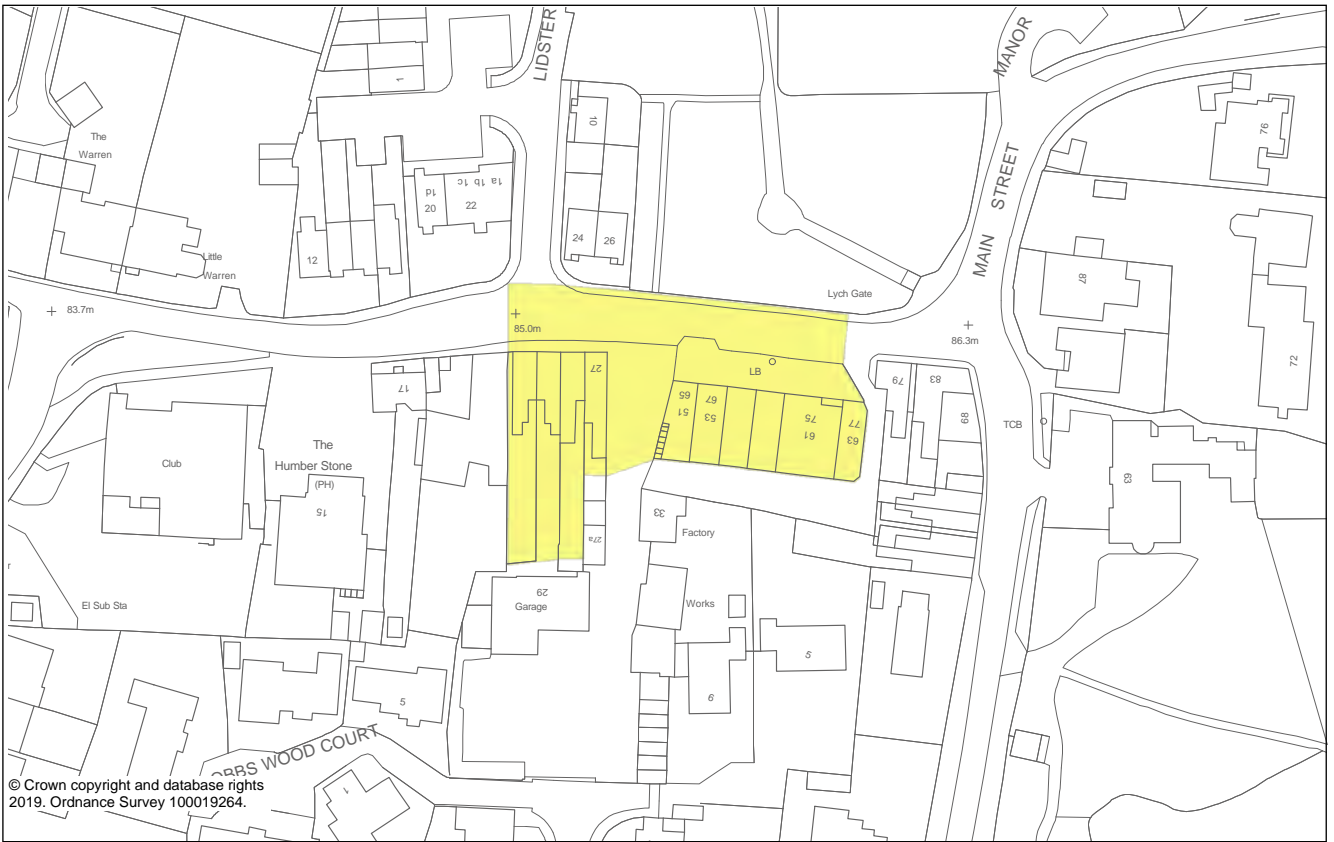 LIDSTER
MANOR
1
10
76
The
Warren
MAIN STREET
1d
1c 1b 1a
20
22
24
26
12
Little
Warren
87
Lych Gate
83.7m
85.0m
86.3m
72
27
LB
17
79
83
65
51
67
53
75
61
77
63
68
TCB
The
Humber Stone
(PH)
Club
15
63
33
Factory
27a
29
Garage
El Sub Sta
Works
5
5
9
OBBS WOOD COURT
1
r
© Crown copyright and database rights
2019. Ordnance Survey 100019264.